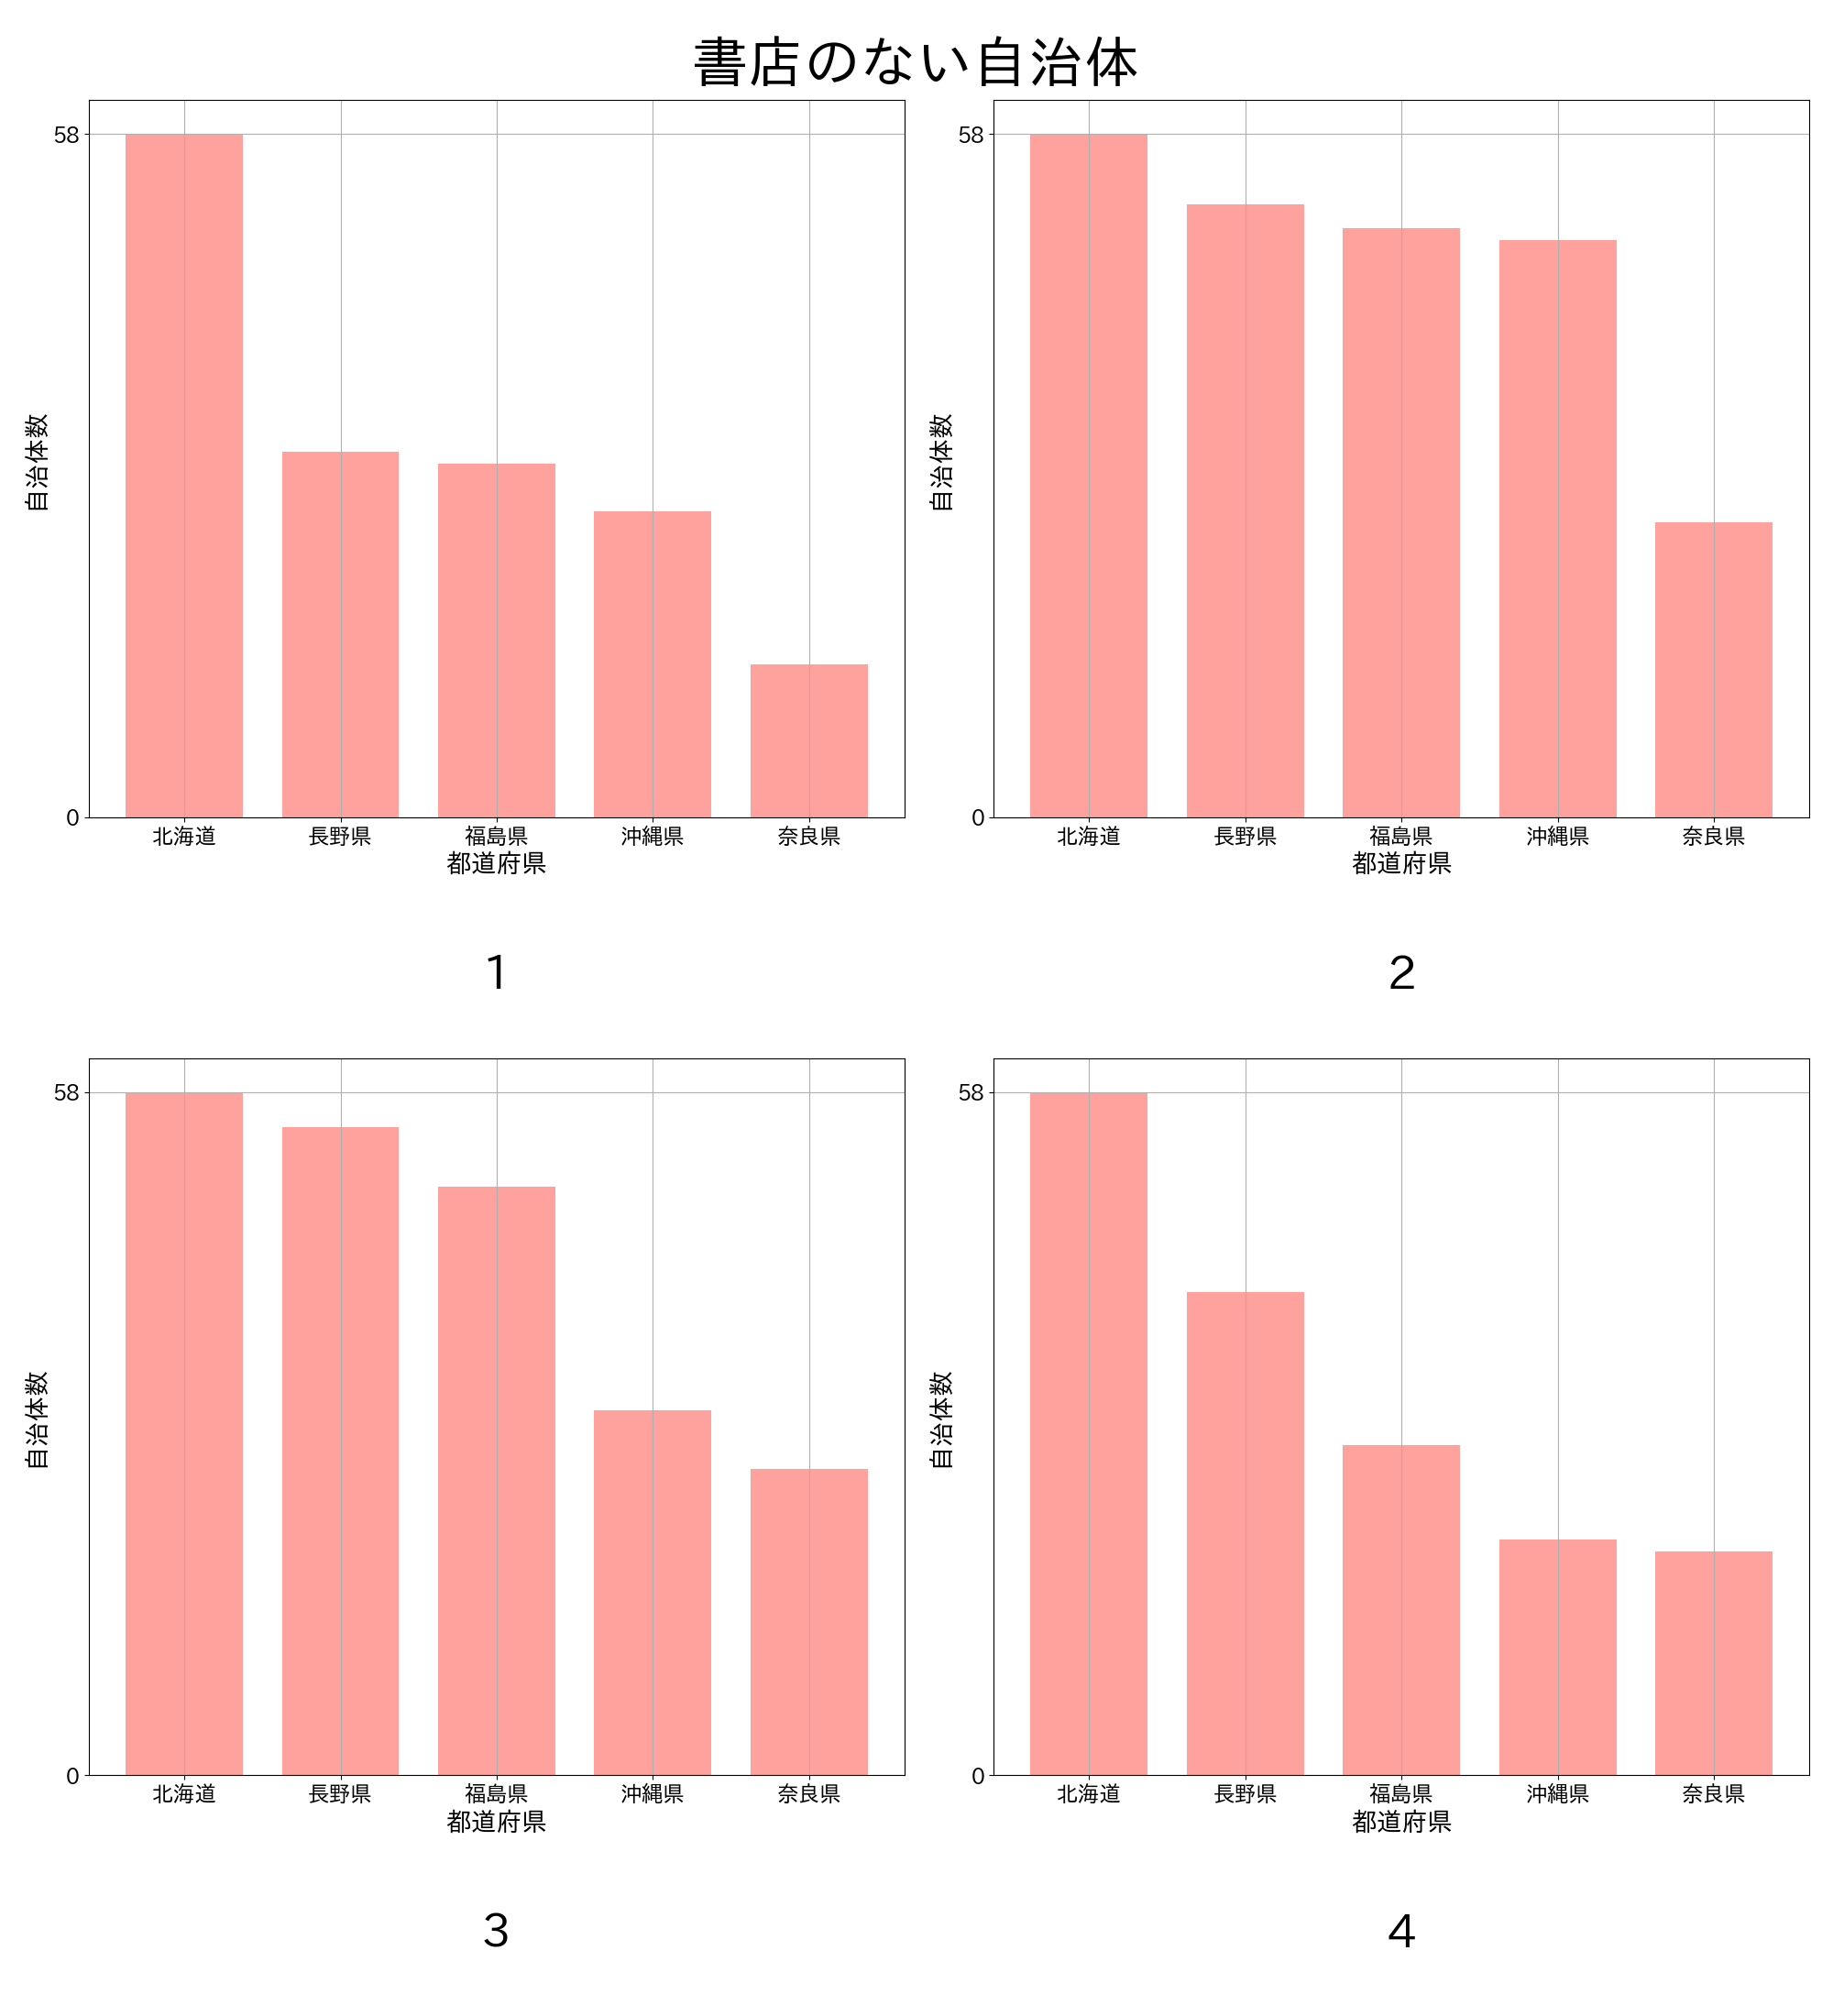 書店のない自治体
58
0
自治体数
北海道 長野県 福島県 沖縄県 奈良県
都道府県
1
58
0
自治体数
北海道 長野県 福島県 沖縄県 奈良県
都道府県
2
58
0
自治体数
北海道 長野県 福島県 沖縄県 奈良県
都道府県
3
58
0
自治体数
北海道 長野県 福島県 沖縄県 奈良県
都道府県
4